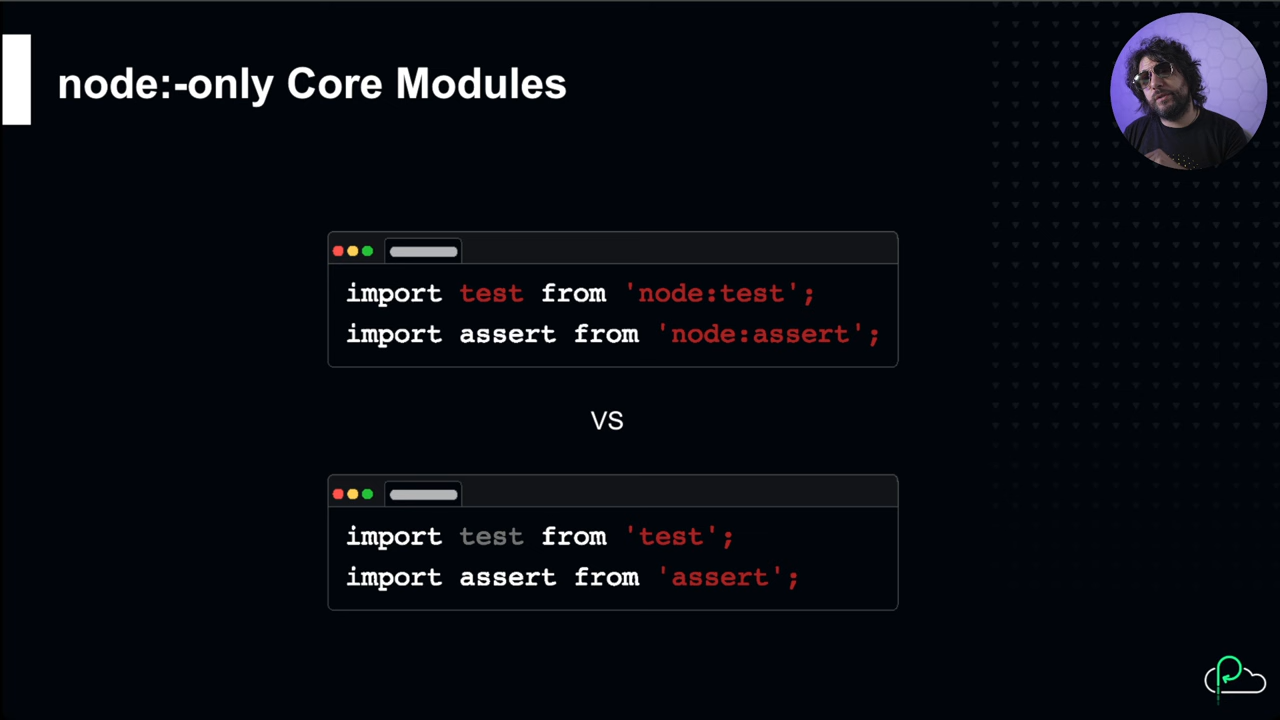 node:-only Core Modules
import test from 'node:test';
import assert from 'node:assert';
VS
import test from 'test';
import assert from 'assert';